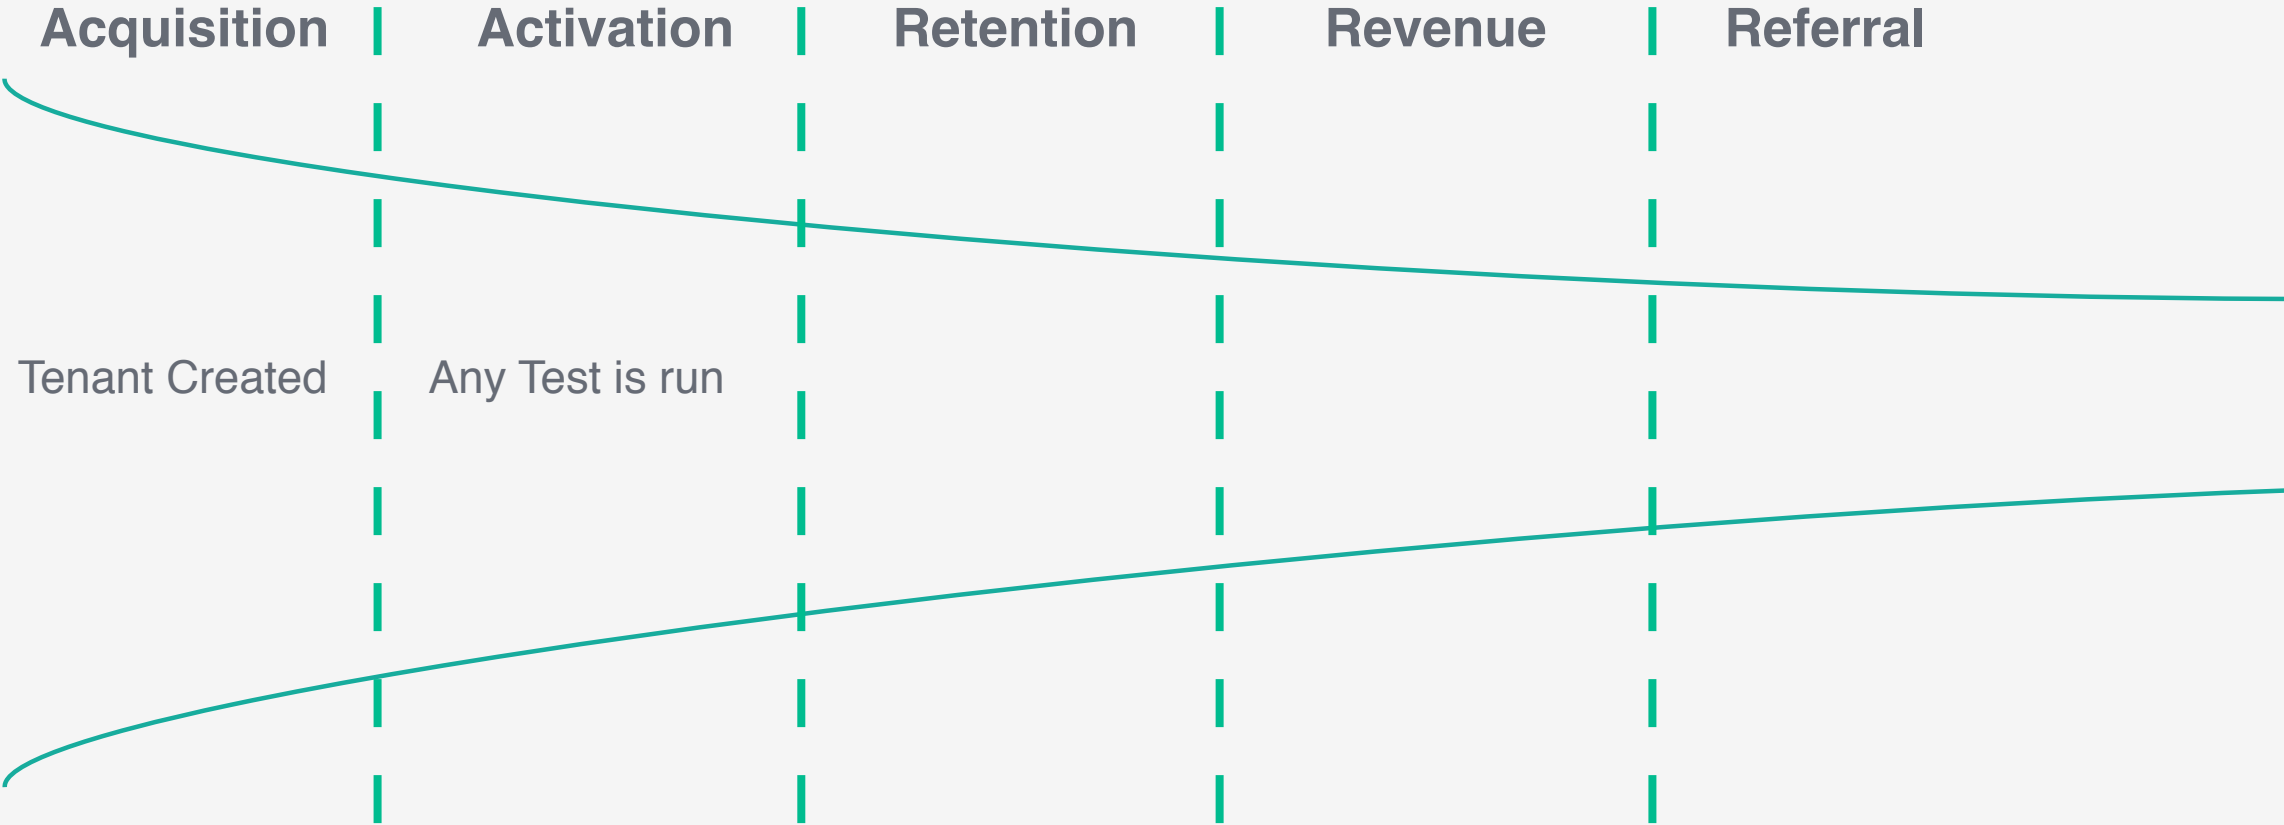 Acquisition Activation Retention Revenue Referral
Tenant Created Any Test is run